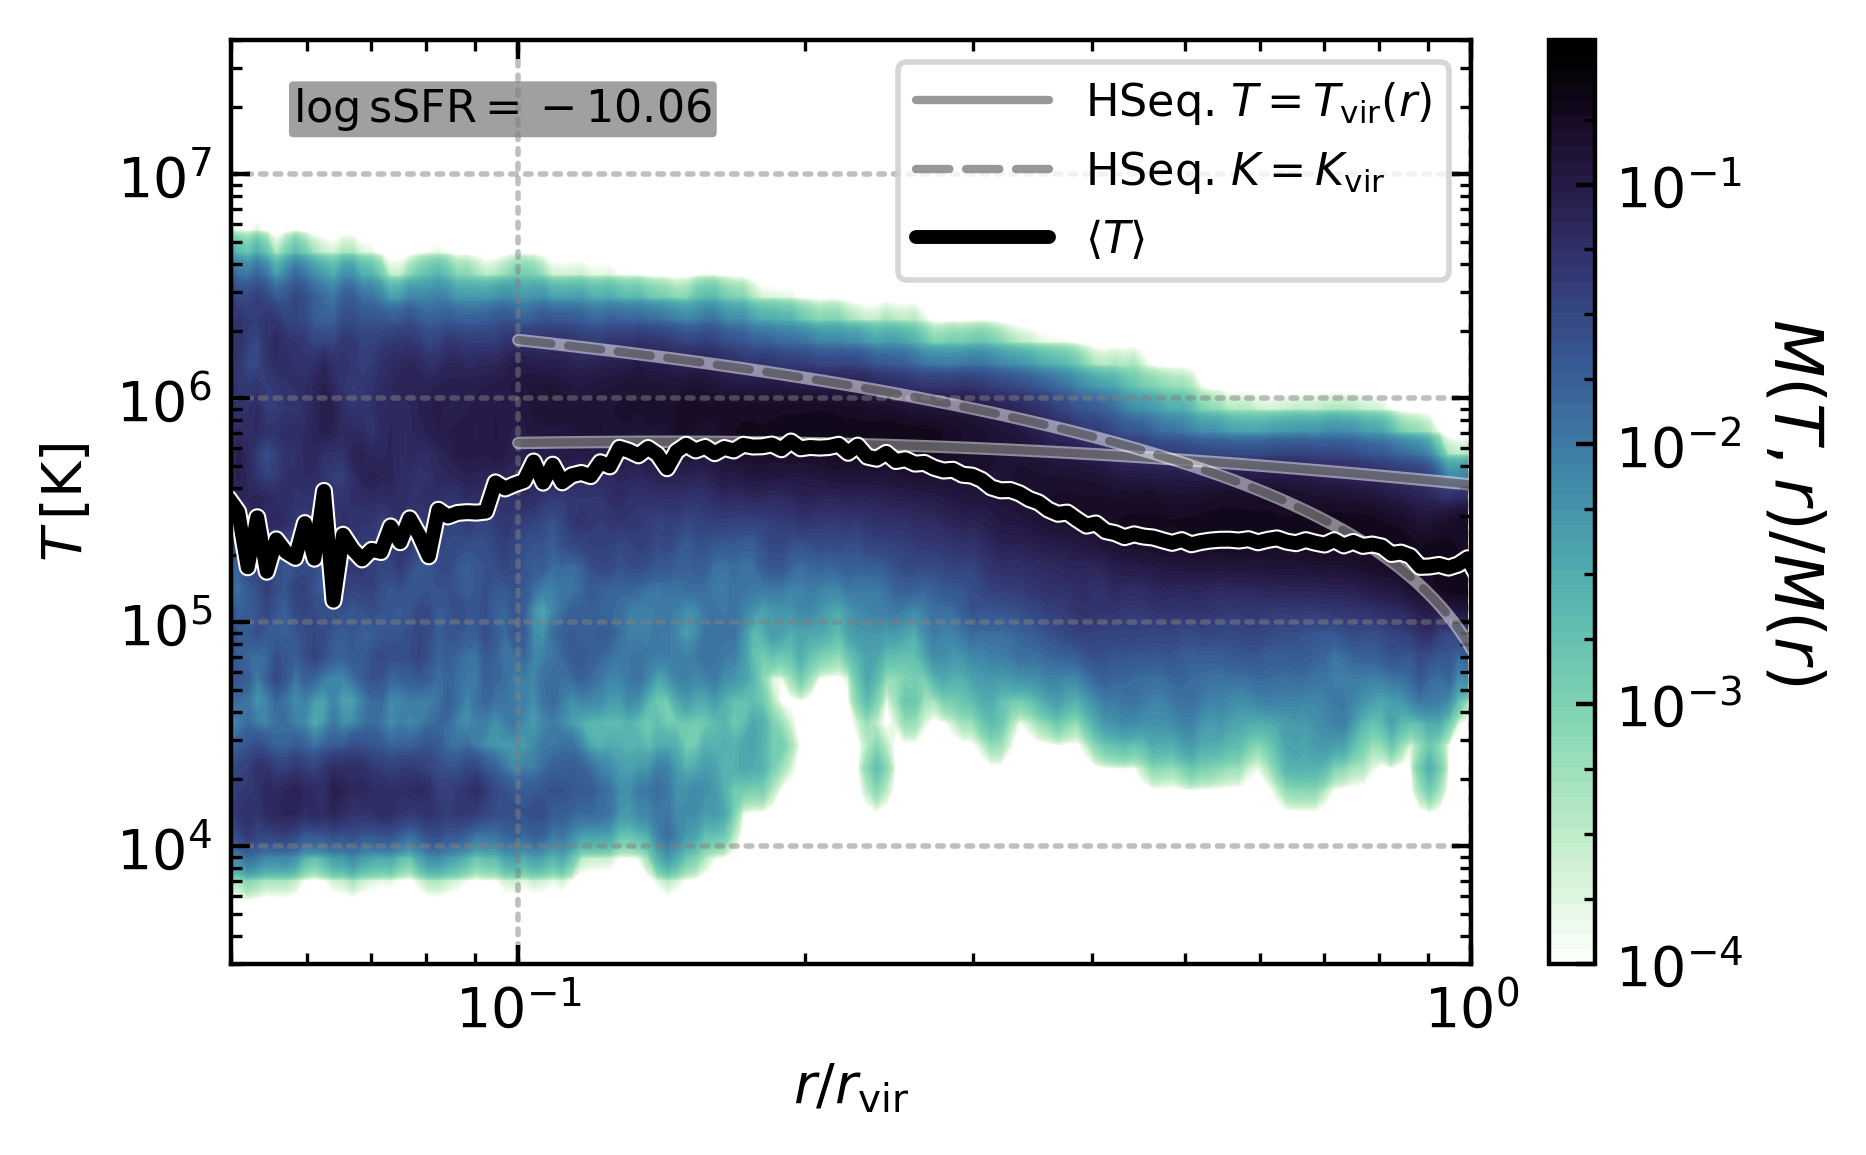 log sSFR = −10.06
HSeq. T = T_vir(r)
HSeq. K = K_vir
⟨T⟩
10^7
10^6
10^5
10^4
T [K]
10^−1
10^0
r/r_vir
10^−1
10^−2
10^−3
10^−4
M(T, r)/M(r)